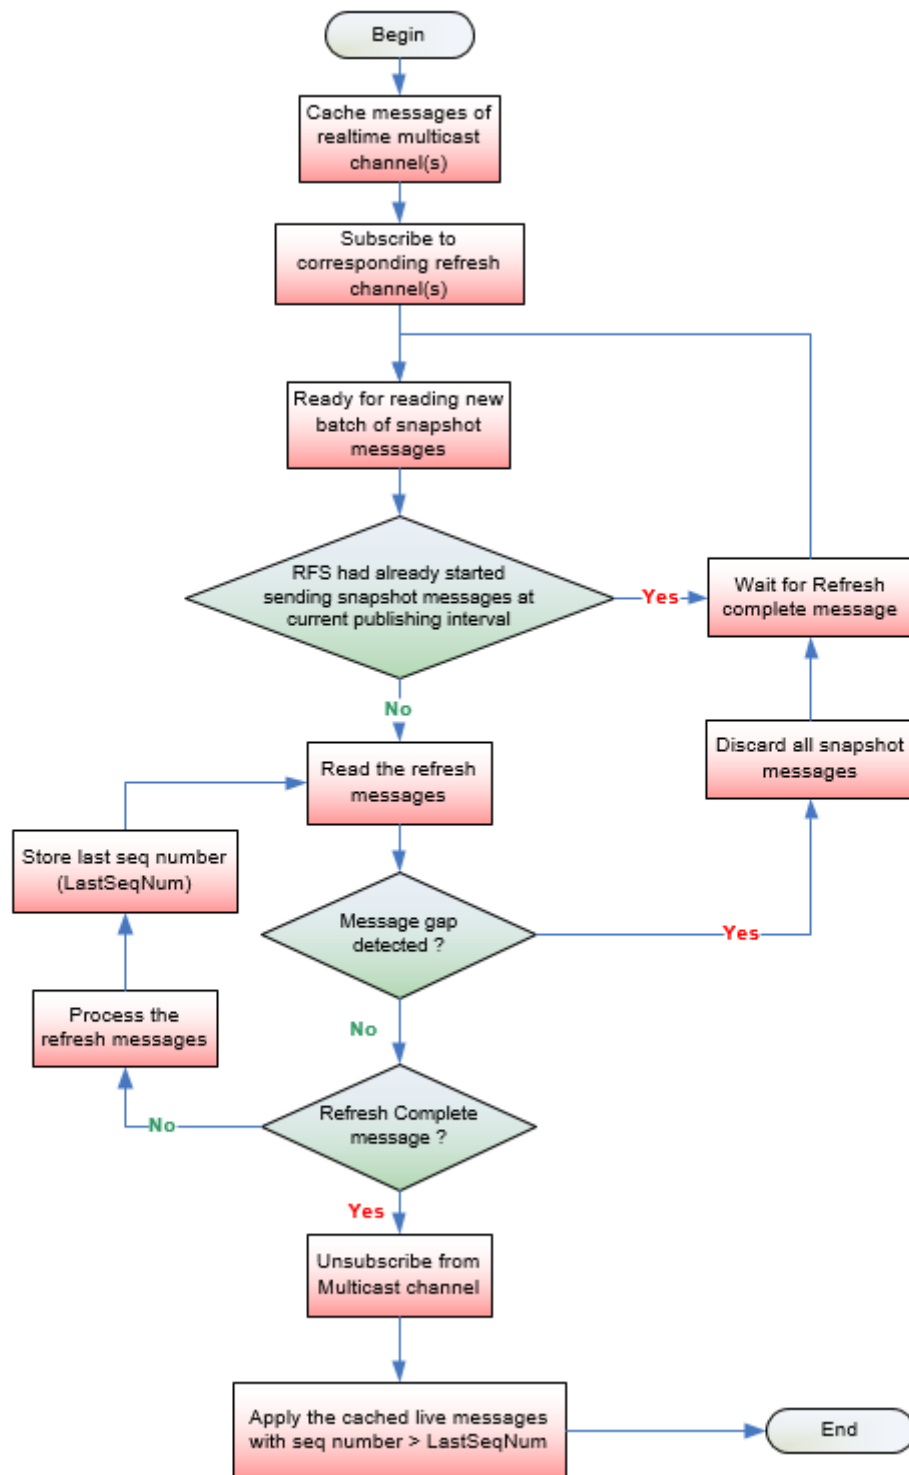 Begin
Cache messages of
realtime multicast
channel(s)
Subscribe to
corresponding refresh
channel(s)
Ready for reading new
batch of snapshot
messages
RFS had already started
sending snapshot messages at
current publishing interval
Yes
Wait for Refresh
complete message
No
Read the refresh
messages
Discard all snapshot
messages
Store last seq number
(LastSeqNum)
Message gap
detected ?
Yes
Process the
refresh messages
No
Refresh Complete
message ?
No
Yes
Unsubscribe from
Multicast channel
Apply the cached live messages
with seq number > LastSeqNum
End